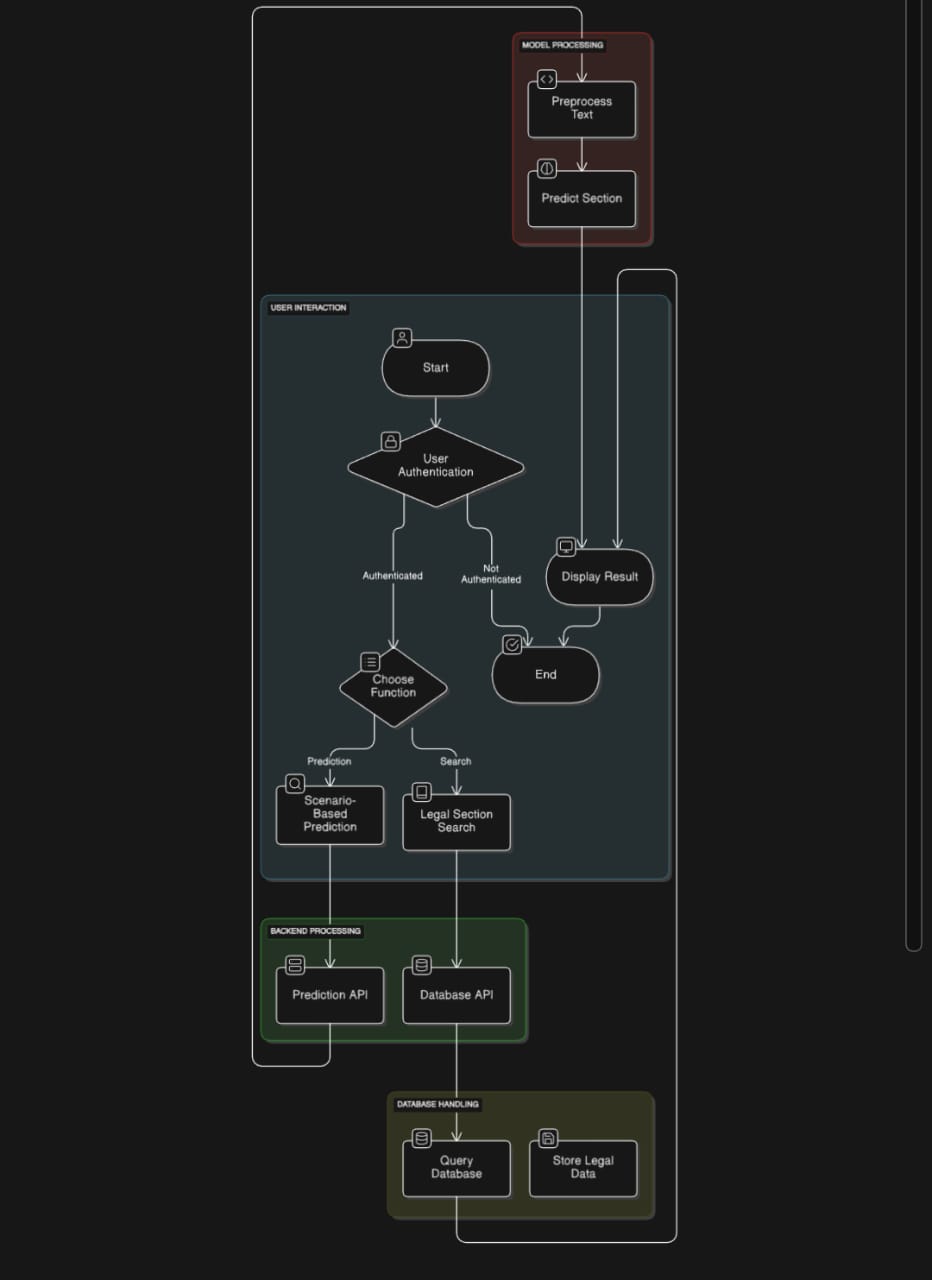 MODEL PROCESSING
Preprocess
Text
Predict Section
USER INTERACTION
Start
User
Authentication
Authenticated
Not
Authenticated
Display Result
End
Choose
Function
Prediction
Search
Scenario-
Based
Prediction
Legal Section
Search
BACKEND PROCESSING
Prediction API
Database API
DATABASE HANDLING
Query
Database
Store Legal
Data